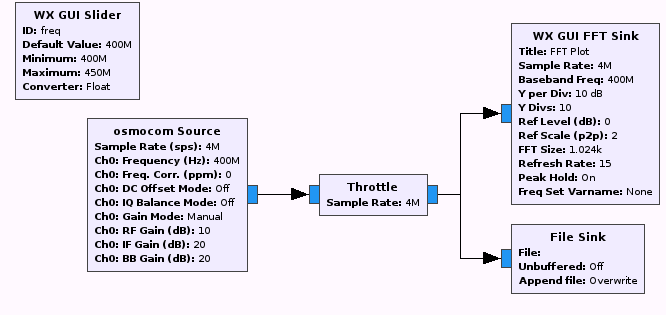 WX GUI Slider
ID: freq
Default Value: 400M
Minimum: 400M
Maximum: 450M
Converter: Float
osmocom Source
Sample Rate (sps): 4M
Ch0: Frequency (Hz): 400M
Ch0: Freq. Corr. (ppm): 0
Ch0: DC Offset Mode: Off
Ch0: IQ Balance Mode: Off
Ch0: Gain Mode: Manual
Ch0: RF Gain (dB): 10
Ch0: IF Gain (dB): 20
Ch0: BB Gain (dB): 20
Throttle
Sample Rate: 4M
WX GUI FFT Sink
Title: FFT Plot
Sample Rate: 4M
Baseband Freq: 400M
Y per Div: 10 dB
Y Divs: 10
Ref Level (dB): 0
Ref Scale (p2p): 2
FFT Size: 1.024k
Refresh Rate: 15
Peak Hold: On
Freq Set Varname: None
File Sink
File:
Unbuffered: Off
Append file: Overwrite